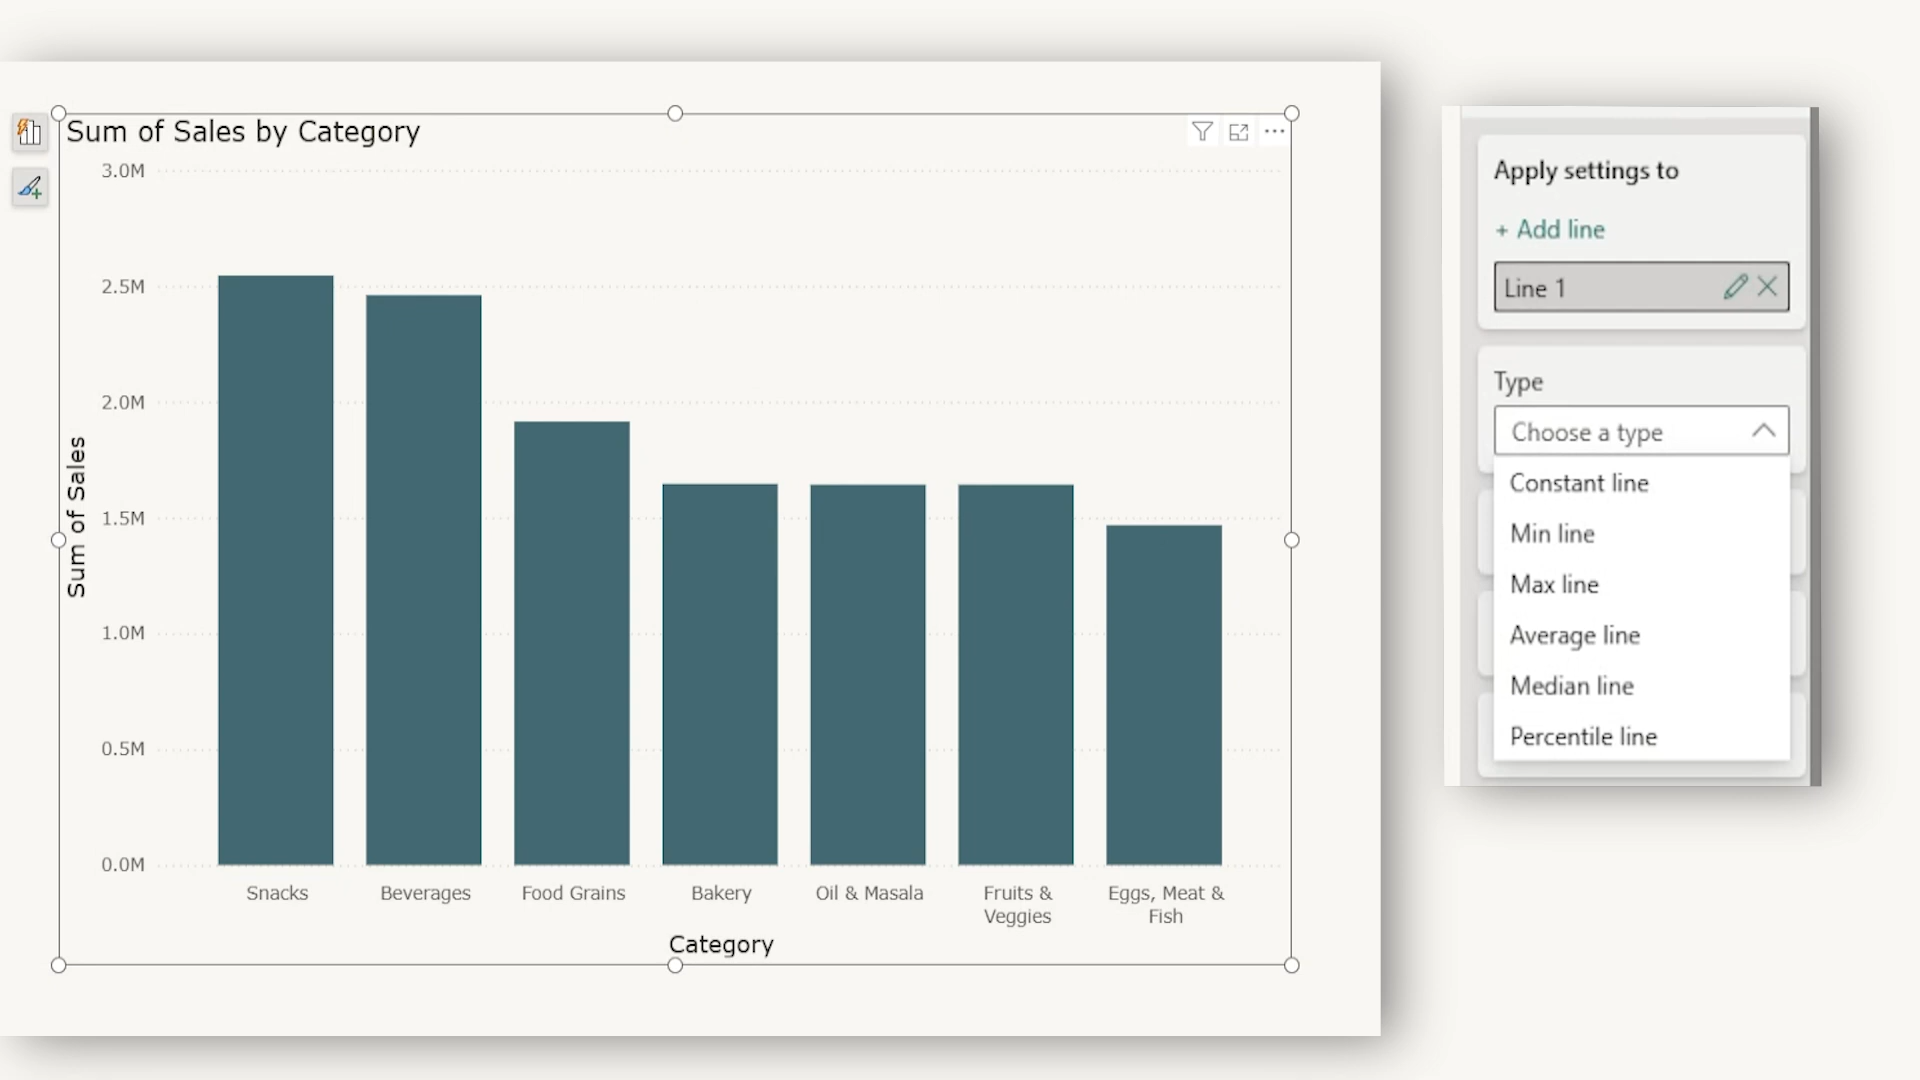 Sum of Sales by Category
3.0M
2.5M
2.0M
1.5M
1.0M
0.5M
0.0M
Sum of Sales
Snacks
Beverages
Food Grains
Bakery
Oil & Masala
Fruits &
Veggies
Eggs, Meat &
Fish
Category
Apply settings to
+ Add line
Line 1
Type
Choose a type
Constant line
Min line
Max line
Average line
Median line
Percentile line